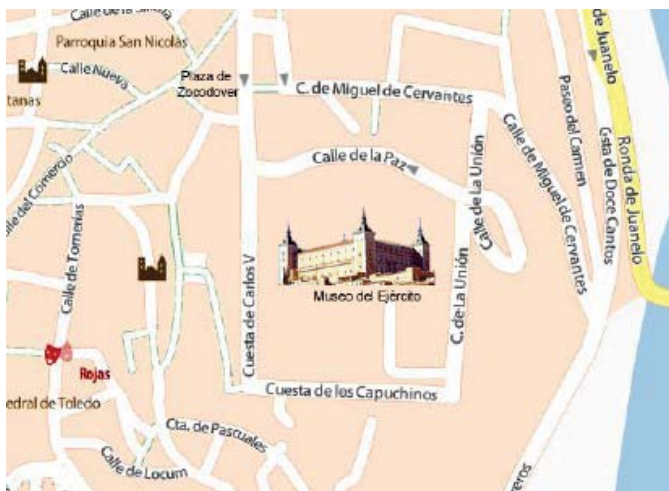 Calle de la Sillería
Parroquia San Nicolás
Calle Nueva
tanas
Plaza de
Zocodover
C. de Miguel de Cervantes
Calle de la Paz
Calle de La Unión
C. de La Unión
Calle de Miguel de Cervantes
Paseo del Carmen
Gsta de Doce Cantos
de Juanelo
Ronda de Juanelo
Calle del Comercio
Calle de Tornerías
Cuesta de Carlos V
Museo del Ejército
Rojas
edral de Toledo
Cuesta de los Capuchinos
Cta. de Pascuales
Calle de Locum
eros